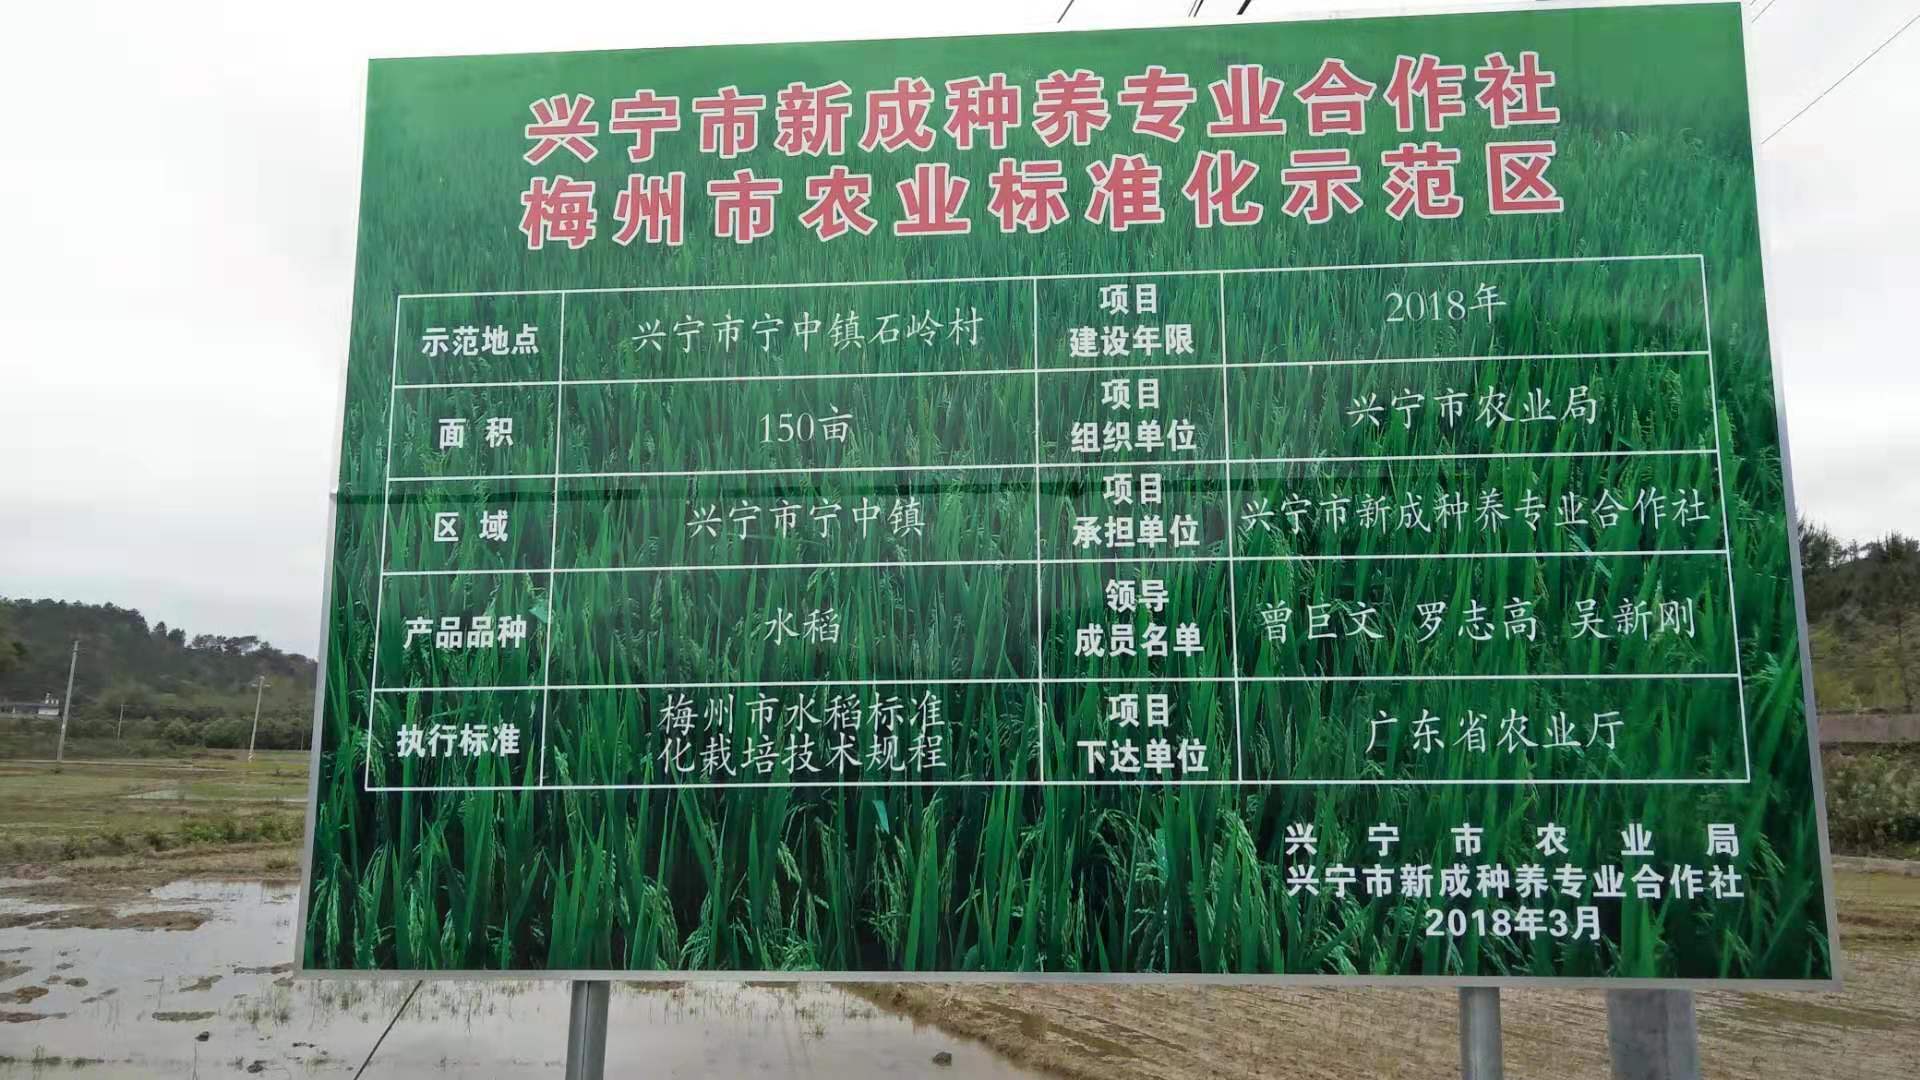 兴宁市新成种养专业合作社
梅州市农业标准化示范区
示范地点 兴宁市宁中镇石岭村 项目建设年限 2018年
面积 150亩 项目组织单位 兴宁市农业局
区域 兴宁市宁中镇 项目承担单位 兴宁市新成种养专业合作社
产品品种 水稻 领导成员名单 曾巨文 罗志高 吴新刚
执行标准 梅州市水稻标准化栽培技术规程 项目下达单位 广东省农业厅
兴宁市农业局
兴宁市新成种养专业合作社
2018年3月